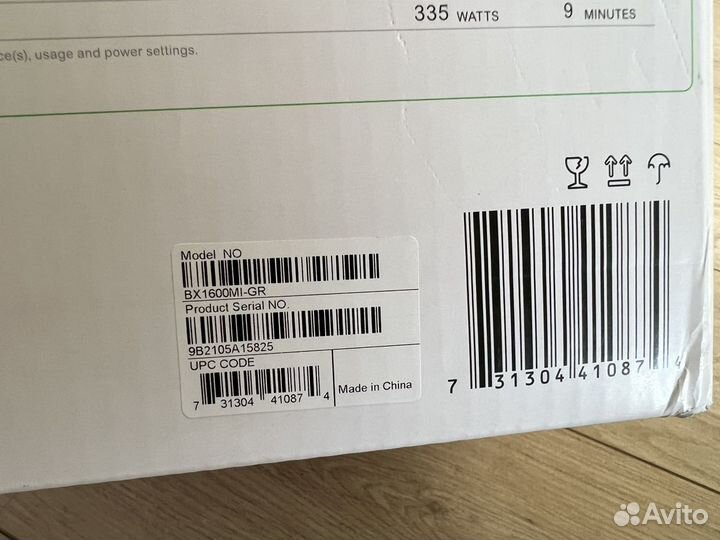 335 WATTS 9 MINUTES
ce(s), usage and power settings.
Model NO
BX1600MI-GR
Product Serial NO.
9B2105A15825
UPC CODE
7 31304 41087 4
Made in China
7 31304 41087 4
Avito